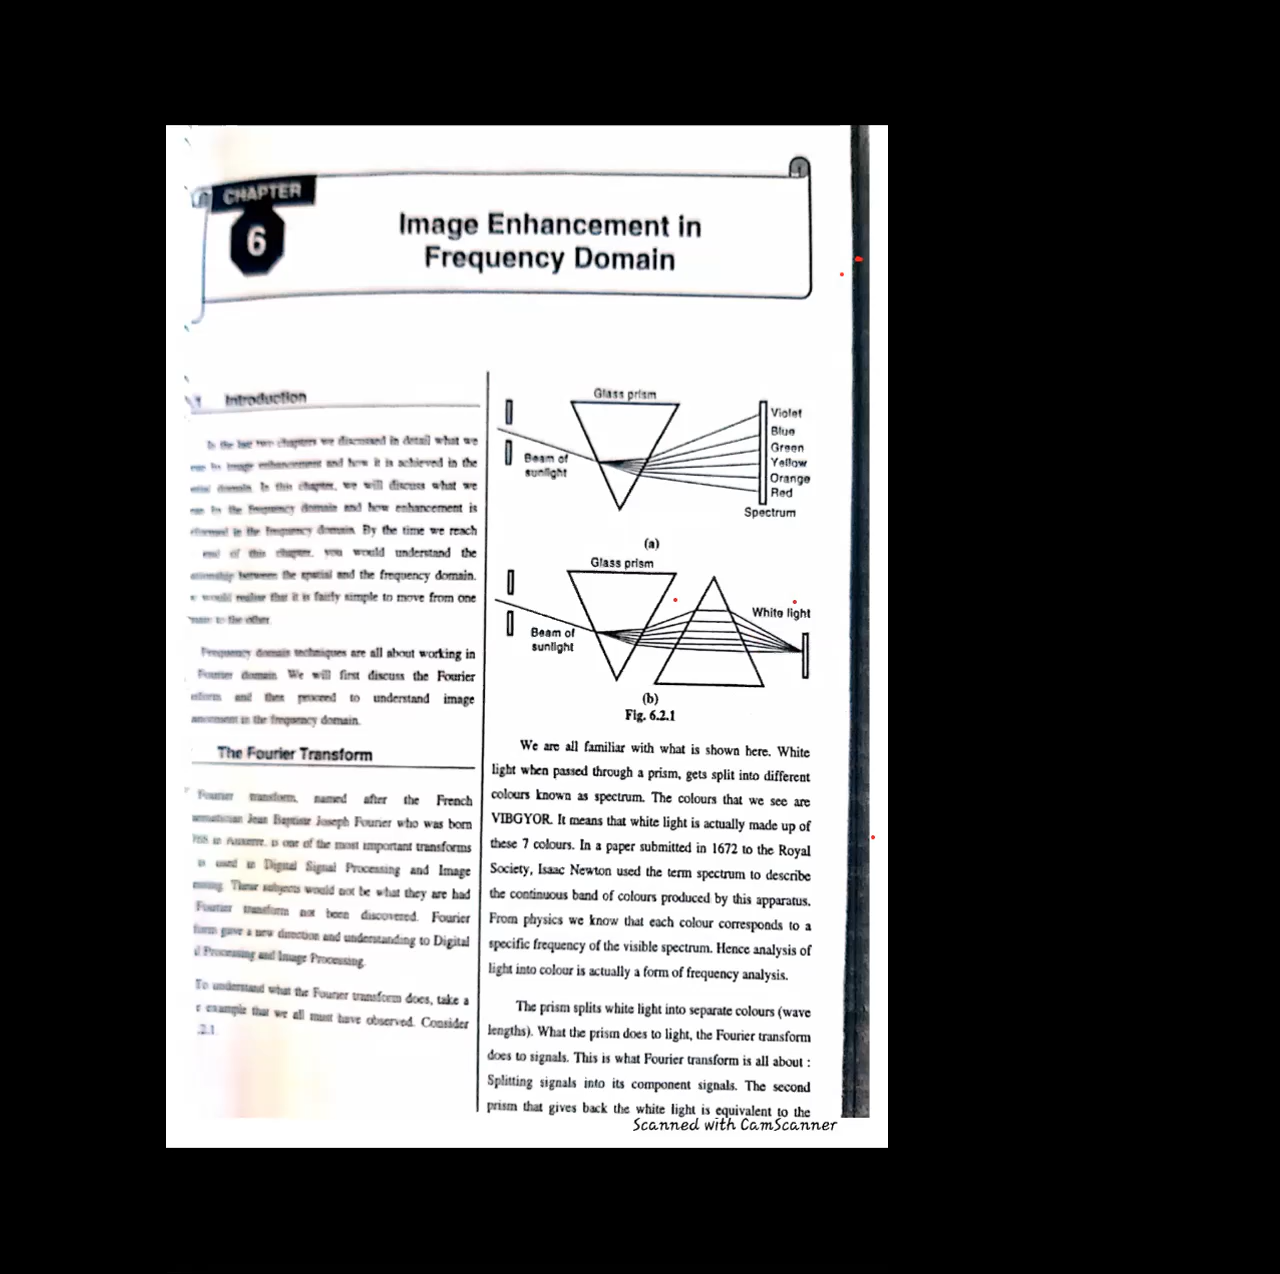 CHAPTER
6
Image Enhancement in
Frequency Domain
Introduction
In the last two chapters we discussed in detail what we
by image enhancement and how it is achieved in the
domain. In this chapter, we will discuss what we
by the frequency domain and how enhancement is
in the frequency domain. By the time we reach
end of this chapter, you would understand the
between the spatial and the frequency domain.
would realise that it is fairly simple to move from one
to the other.
Frequency domain techniques are all about working in
Fourier domain. We will first discuss the Fourier
and then proceed to understand image
in the frequency domain.
The Fourier Transform
Fourier transform, named after the French
Jean Baptiste Joseph Fourier who was born
in Auxerre, is one of the most important transforms
is used in Digital Signal Processing and Image
These subjects would not be what they are had
Fourier transform not been discovered. Fourier
gave a new direction and understanding to Digital
Processing and Image Processing.
To understand what the Fourier transform does, take a
example that we all must have observed. Consider
.2.1.
Glass prism
Violet
Blue
Green
Yellow
Orange
Red
Beam of
sunlight
Spectrum
(a)
Glass prism
White light
Beam of
sunlight
(b)
Fig. 6.2.1
We are all familiar with what is shown here. White
light when passed through a prism, gets split into different
colours known as spectrum. The colours that we see are
VIBGYOR. It means that white light is actually made up of
these 7 colours. In a paper submitted in 1672 to the Royal
Society, Isaac Newton used the term spectrum to describe
the continuous band of colours produced by this apparatus.
From physics we know that each colour corresponds to a
specific frequency of the visible spectrum. Hence analysis of
light into colour is actually a form of frequency analysis.
The prism splits white light into separate colours (wave
lengths). What the prism does to light, the Fourier transform
does to signals. This is what Fourier transform is all about :
Splitting signals into its component signals. The second
prism that gives back the white light is equivalent to the
Scanned with CamScanner